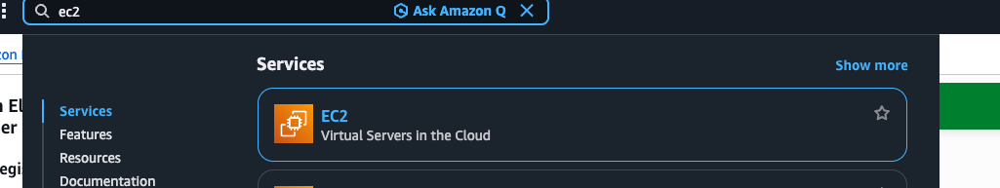 ec2
Ask Amazon Q
Services
Show more
Services
Features
Resources
Documentation
EC2
Virtual Servers in the Cloud